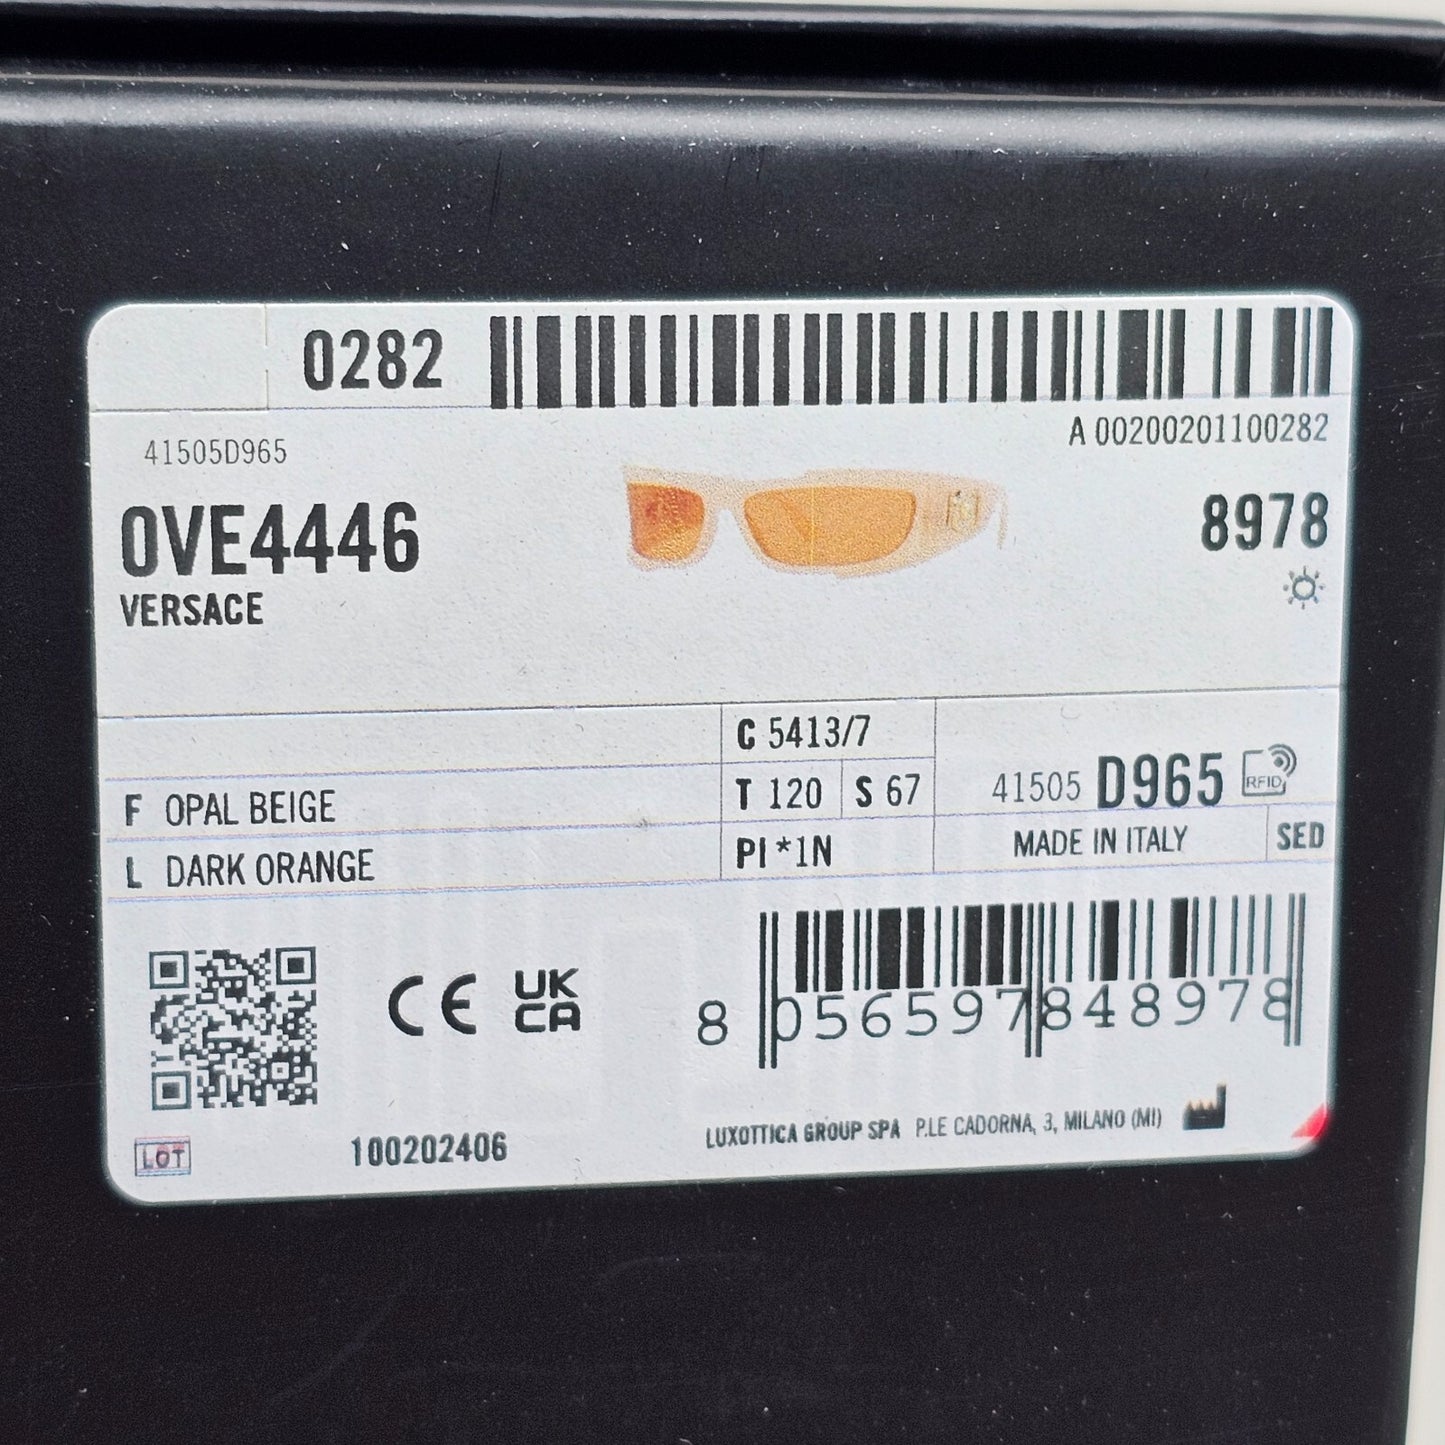 0282
A 00200201100282
41505D965
0VE4446
8978
VERSACE
C 5413/7
F OPAL BEIGE
T 120
S 67
41505 D965
RFID
L DARK ORANGE
PI *1N
MADE IN ITALY
SED
CE
UK
CA
8 056597 848978
LOT
100202406
LUXOTTICA GROUP SPA P.LE CADORNA, 3, MILANO (MI)